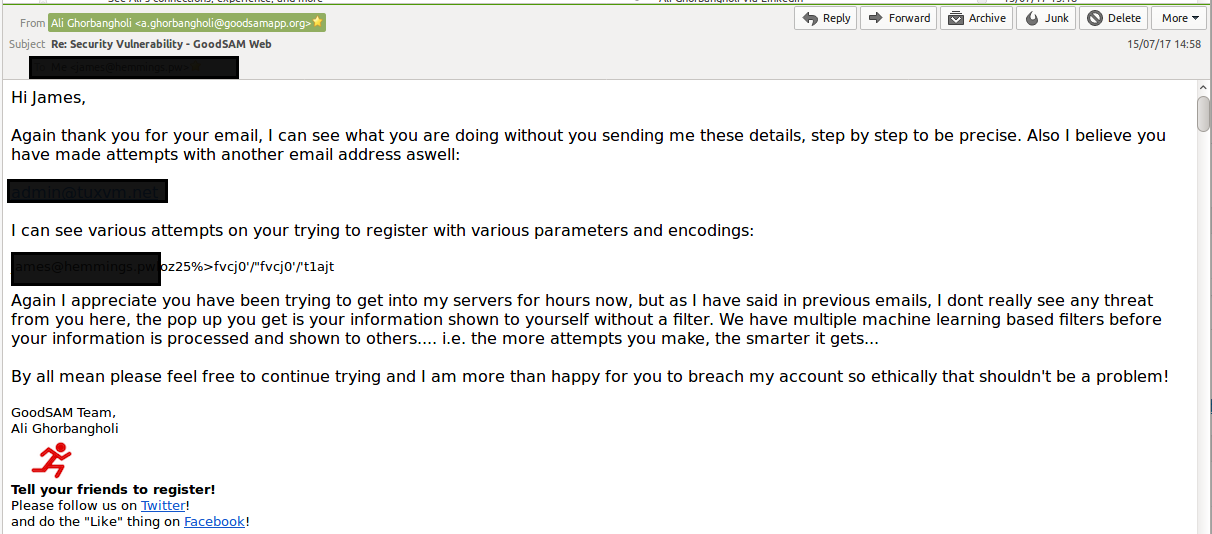 See Ali's connections, experience, and more
Ali Ghorbangholi via LinkedIn
From Ali Ghorbangholi <a.ghorbangholi@goodsamapp.org>
Reply Forward Archive Junk Delete More
Subject Re: Security Vulnerability - GoodSAM Web
15/07/17 14:58
Hi James,
Again thank you for your email, I can see what you are doing without you sending me these details, step by step to be precise. Also I believe you
have made attempts with another email address aswell:
I can see various attempts on your trying to register with various parameters and encodings:
oz25%>fvcj0'/"fvcj0'/'t1ajt
Again I appreciate you have been trying to get into my servers for hours now, but as I have said in previous emails, I dont really see any threat
from you here, the pop up you get is your information shown to yourself without a filter. We have multiple machine learning based filters before
your information is processed and shown to others.... i.e. the more attempts you make, the smarter it gets...
By all mean please feel free to continue trying and I am more than happy for you to breach my account so ethically that shouldn't be a problem!
GoodSAM Team,
Ali Ghorbangholi
Tell your friends to register!
Please follow us on Twitter!
and do the "Like" thing on Facebook!